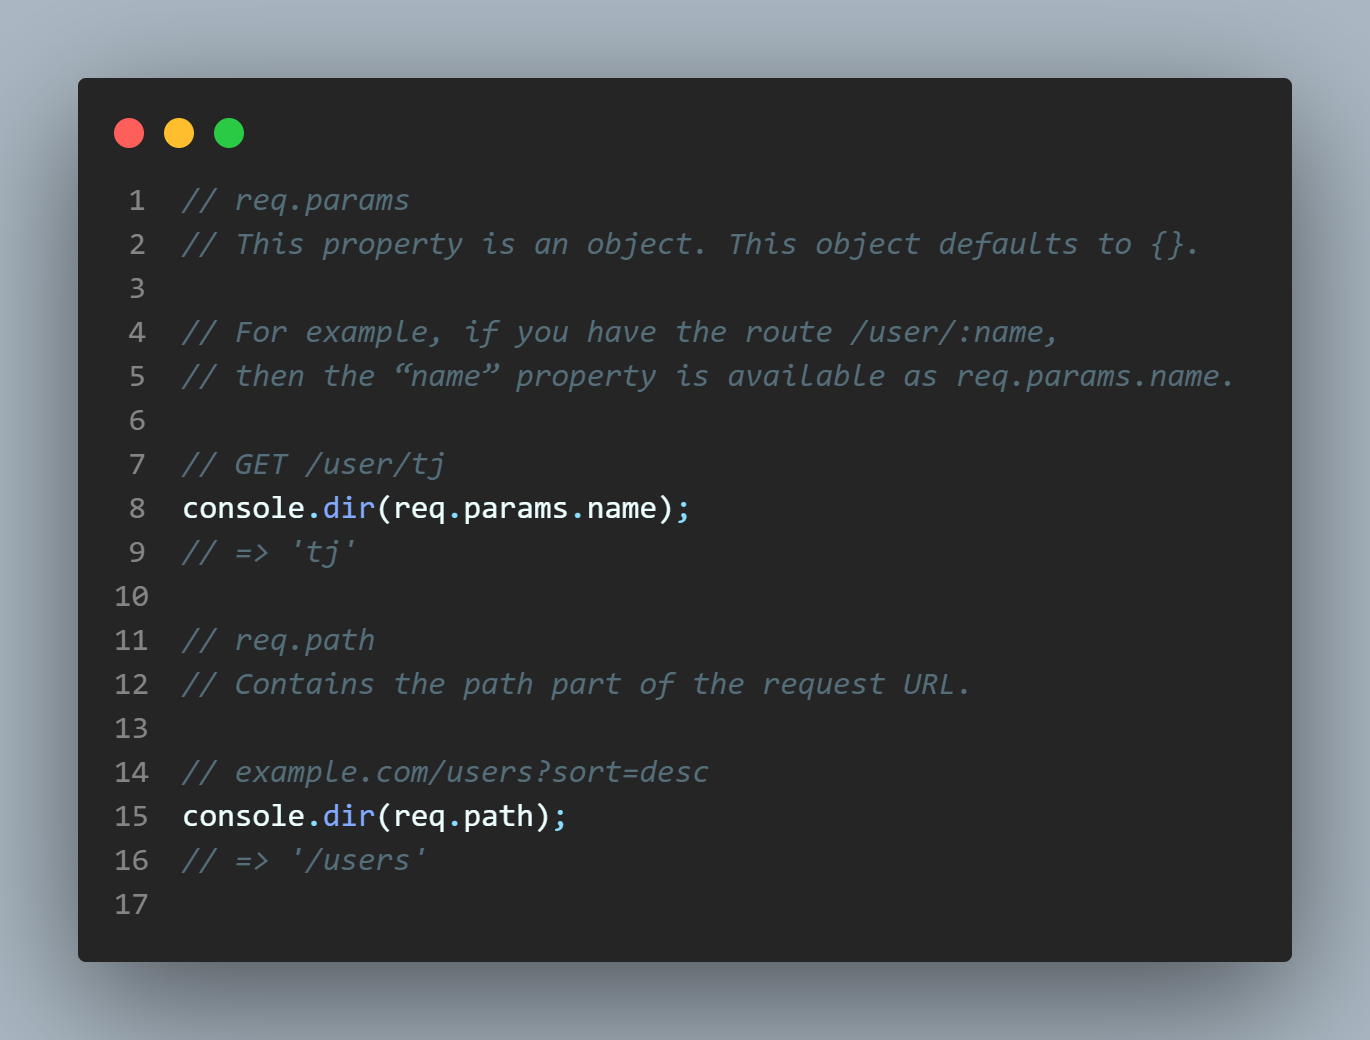 1 // req.params
2 // This property is an object. This object defaults to {}.
3
4 // For example, if you have the route /user/:name,
5 // then the “name” property is available as req.params.name.
6
7 // GET /user/tj
8 console.dir(req.params.name);
9 // => 'tj'
10
11 // req.path
12 // Contains the path part of the request URL.
13
14 // example.com/users?sort=desc
15 console.dir(req.path);
16 // => '/users'
17